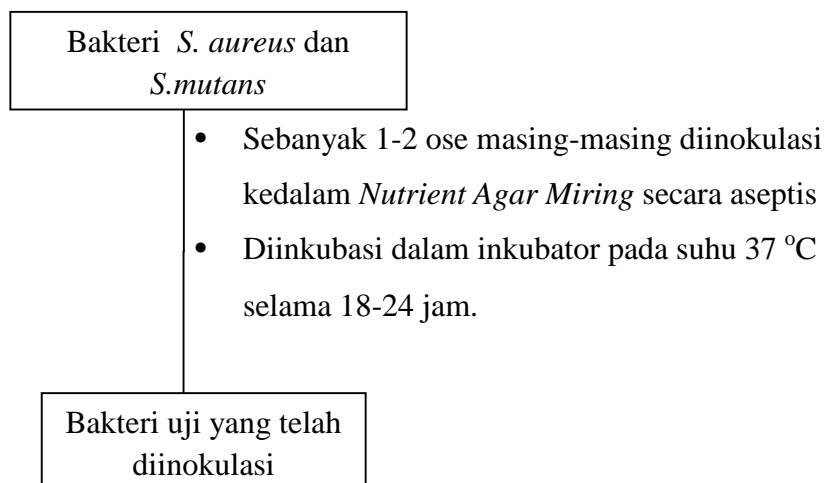 Bakteri S. aureus dan
S.mutans
• Sebanyak 1-2 ose masing-masing diinokulasi
kedalam Nutrient Agar Miring secara aseptis
• Diinkubasi dalam inkubator pada suhu 37 °C
selama 18-24 jam.
Bakteri uji yang telah
diinokulasi